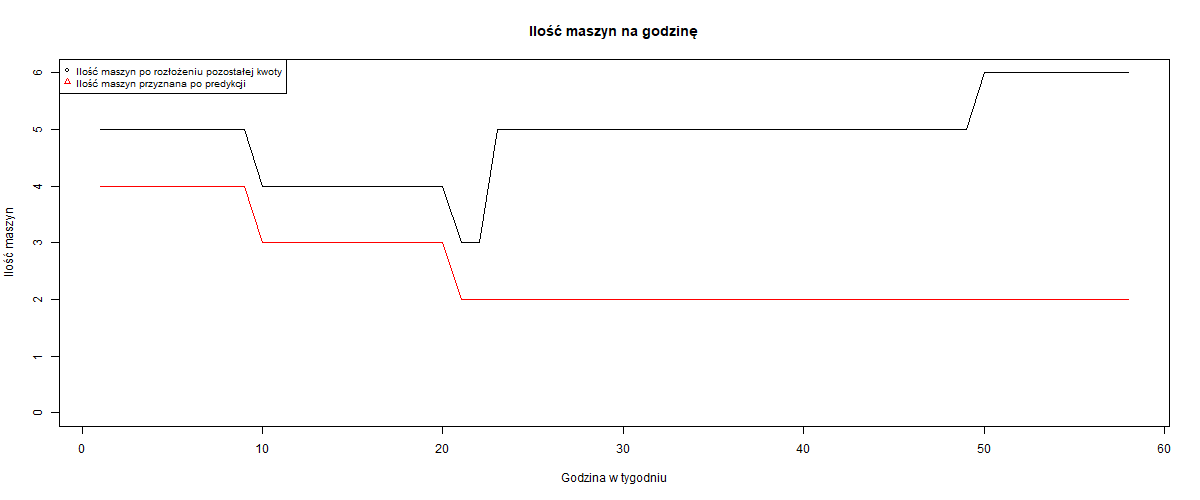 Ilość maszyn na godzinę
Ilość maszyn po rozłożeniu pozostałej kwoty
Ilość maszyn przyznana po predykcji
6
5
4
3
2
1
0
Ilość maszyn
0 10 20 30 40 50 60
Godzina w tygodniu